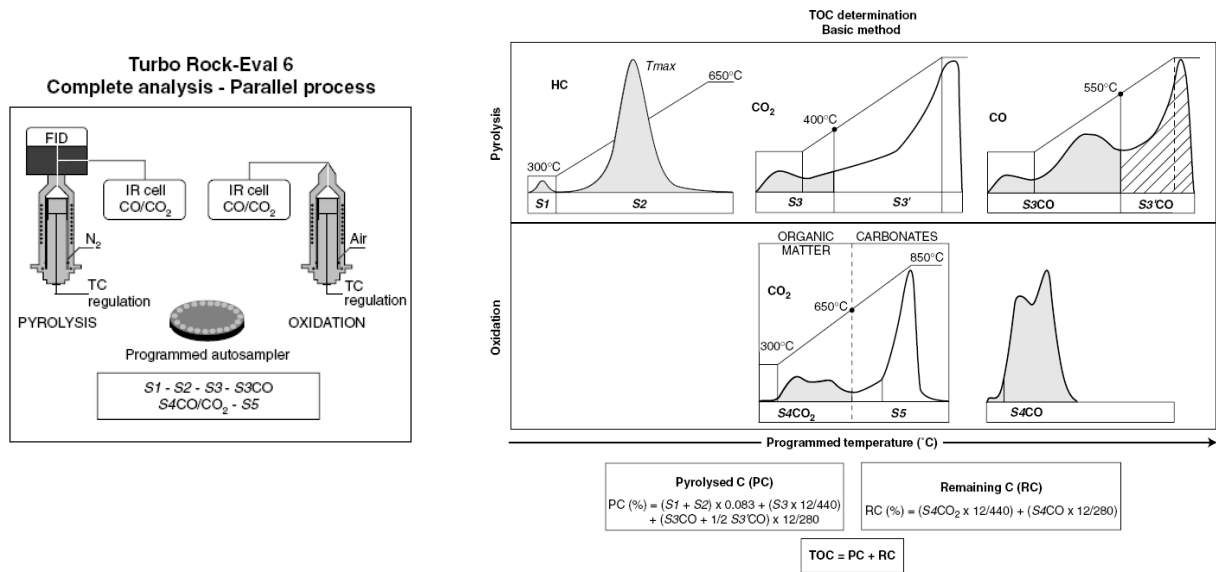 Turbo Rock-Eval 6
Complete analysis - Parallel process
FID
IR cell
CO/CO₂
IR cell
CO/CO₂
N₂
Air
TC
regulation
TC
regulation
PYROLYSIS
OXIDATION
Programmed autosampler
S1 - S2 - S3 - S3CO
S4CO/CO₂ - S5
TOC determination
Basic method
Pyrolysis
HC
Tmax
650°C
300°C
S1
S2
CO₂
400°C
S3
S3'
CO
550°C
S3CO
S3'CO
Oxidation
ORGANIC
MATTER
CARBONATES
CO₂
850°C
650°C
300°C
S4CO₂
S5
S4CO
Programmed temperature (°C)
Pyrolysed C (PC)
PC (%) = (S1 + S2) x 0.083 + (S3 x 12/440)
+ (S3CO + 1/2 S3'CO) x 12/280
Remaining C (RC)
RC (%) = (S4CO₂ x 12/440) + (S4CO x 12/280)
TOC = PC + RC